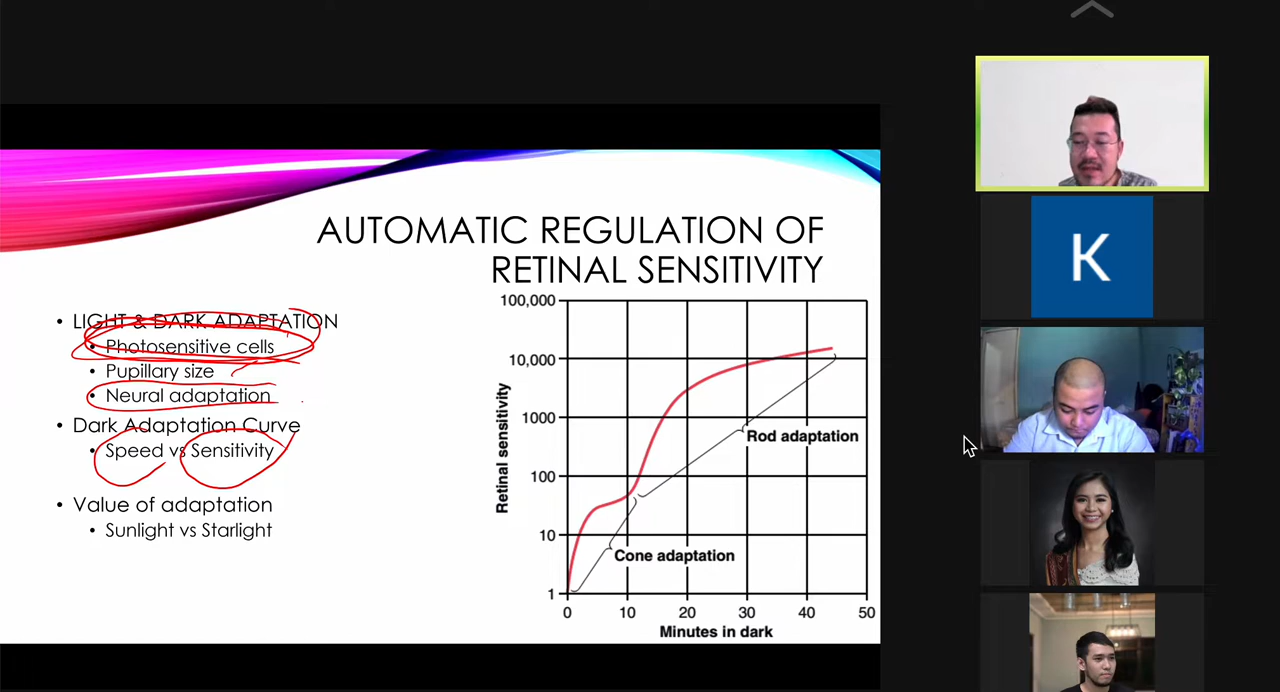 AUTOMATIC REGULATION OF
RETINAL SENSITIVITY
• LIGHT & DARK ADAPTATION
• Photosensitive cells
• Pupillary size
• Neural adaptation
• Dark Adaptation Curve
• Speed vs Sensitivity
• Value of adaptation
• Sunlight vs Starlight
100,000
10,000
1000
100
10
1
Retinal sensitivity
Rod adaptation
Cone adaptation
0 10 20 30 40 50
Minutes in dark
K